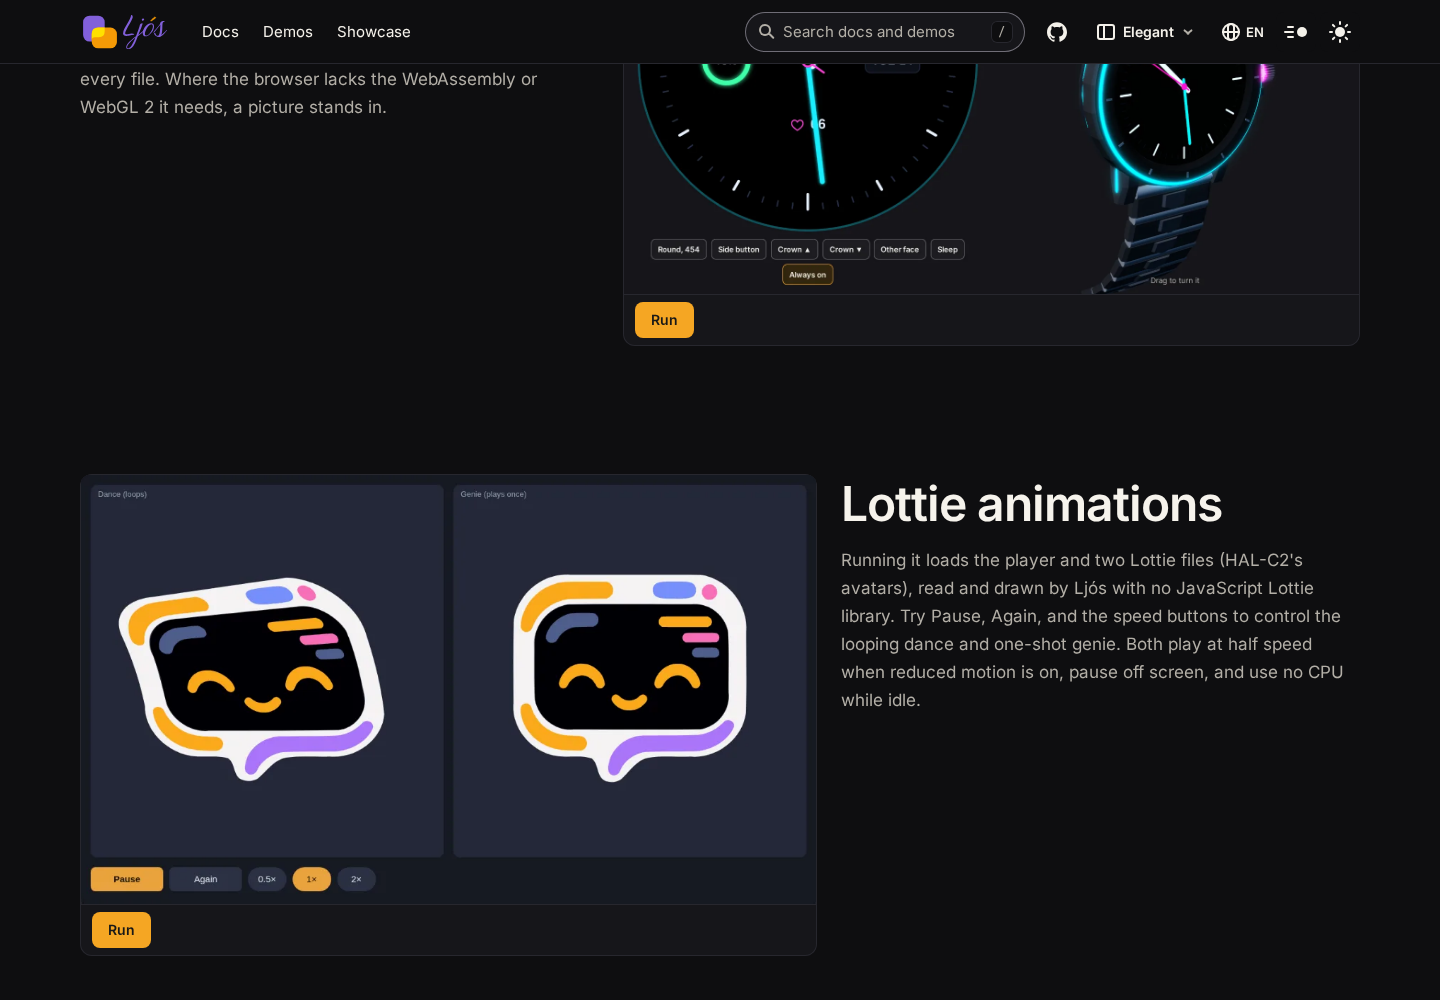 Ljós
Docs
Demos
Showcase
Search docs and demos
/
Elegant
EN
every file. Where the browser lacks the WebAssembly or
WebGL 2 it needs, a picture stands in.
Round, 454
Side button
Crown ▲
Crown ▼
Other face
Sleep
Always on
Drag to turn it
Run
Dance (loops)
Genie (plays once)
Pause
Again
0.5×
1×
2×
Run
Lottie animations
Running it loads the player and two Lottie files (HAL-C2's
avatars), read and drawn by Ljós with no JavaScript Lottie
library. Try Pause, Again, and the speed buttons to control the
looping dance and one-shot genie. Both play at half speed
when reduced motion is on, pause off screen, and use no CPU
while idle.